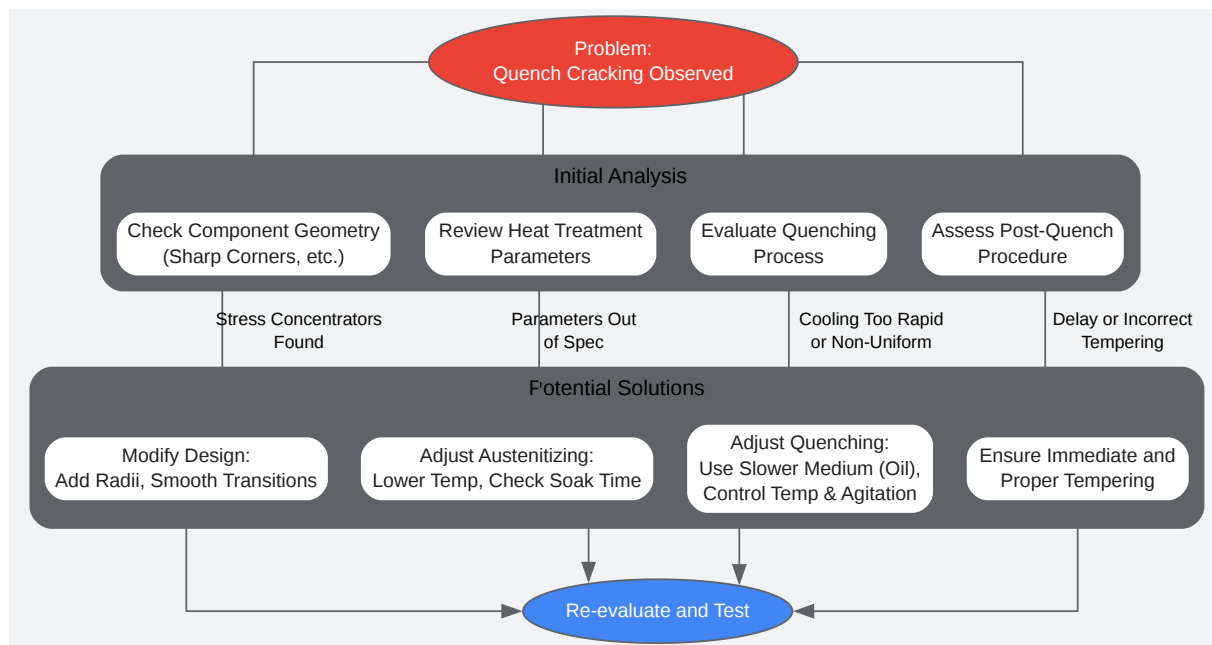 Problem:
Quench Cracking Observed
Initial Analysis
Check Component Geometry
(Sharp Corners, etc.)
Review Heat Treatment
Parameters
Evaluate Quenching
Process
Assess Post-Quench
Procedure
Stress Concentrators
Found
Parameters Out
of Spec
Cooling Too Rapid
or Non-Uniform
Delay or Incorrect
Tempering
Potential Solutions
Modify Design:
Add Radii, Smooth Transitions
Adjust Austenitizing:
Lower Temp, Check Soak Time
Adjust Quenching:
Use Slower Medium (Oil),
Control Temp & Agitation
Ensure Immediate and
Proper Tempering
Re-evaluate and Test